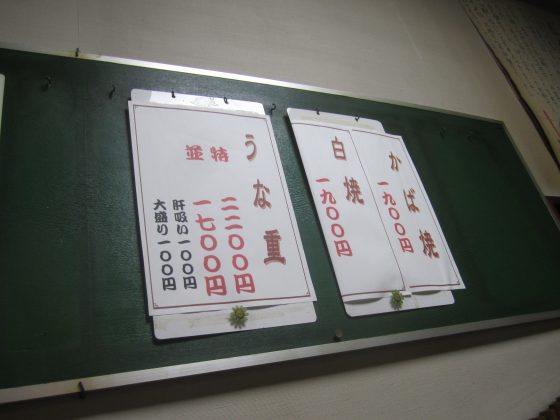 かば焼
一九〇〇円
白焼
一九〇〇円
うな重
特 二二〇〇円
並 一七〇〇円
肝吸い 一〇〇円
大盛り 一〇〇円